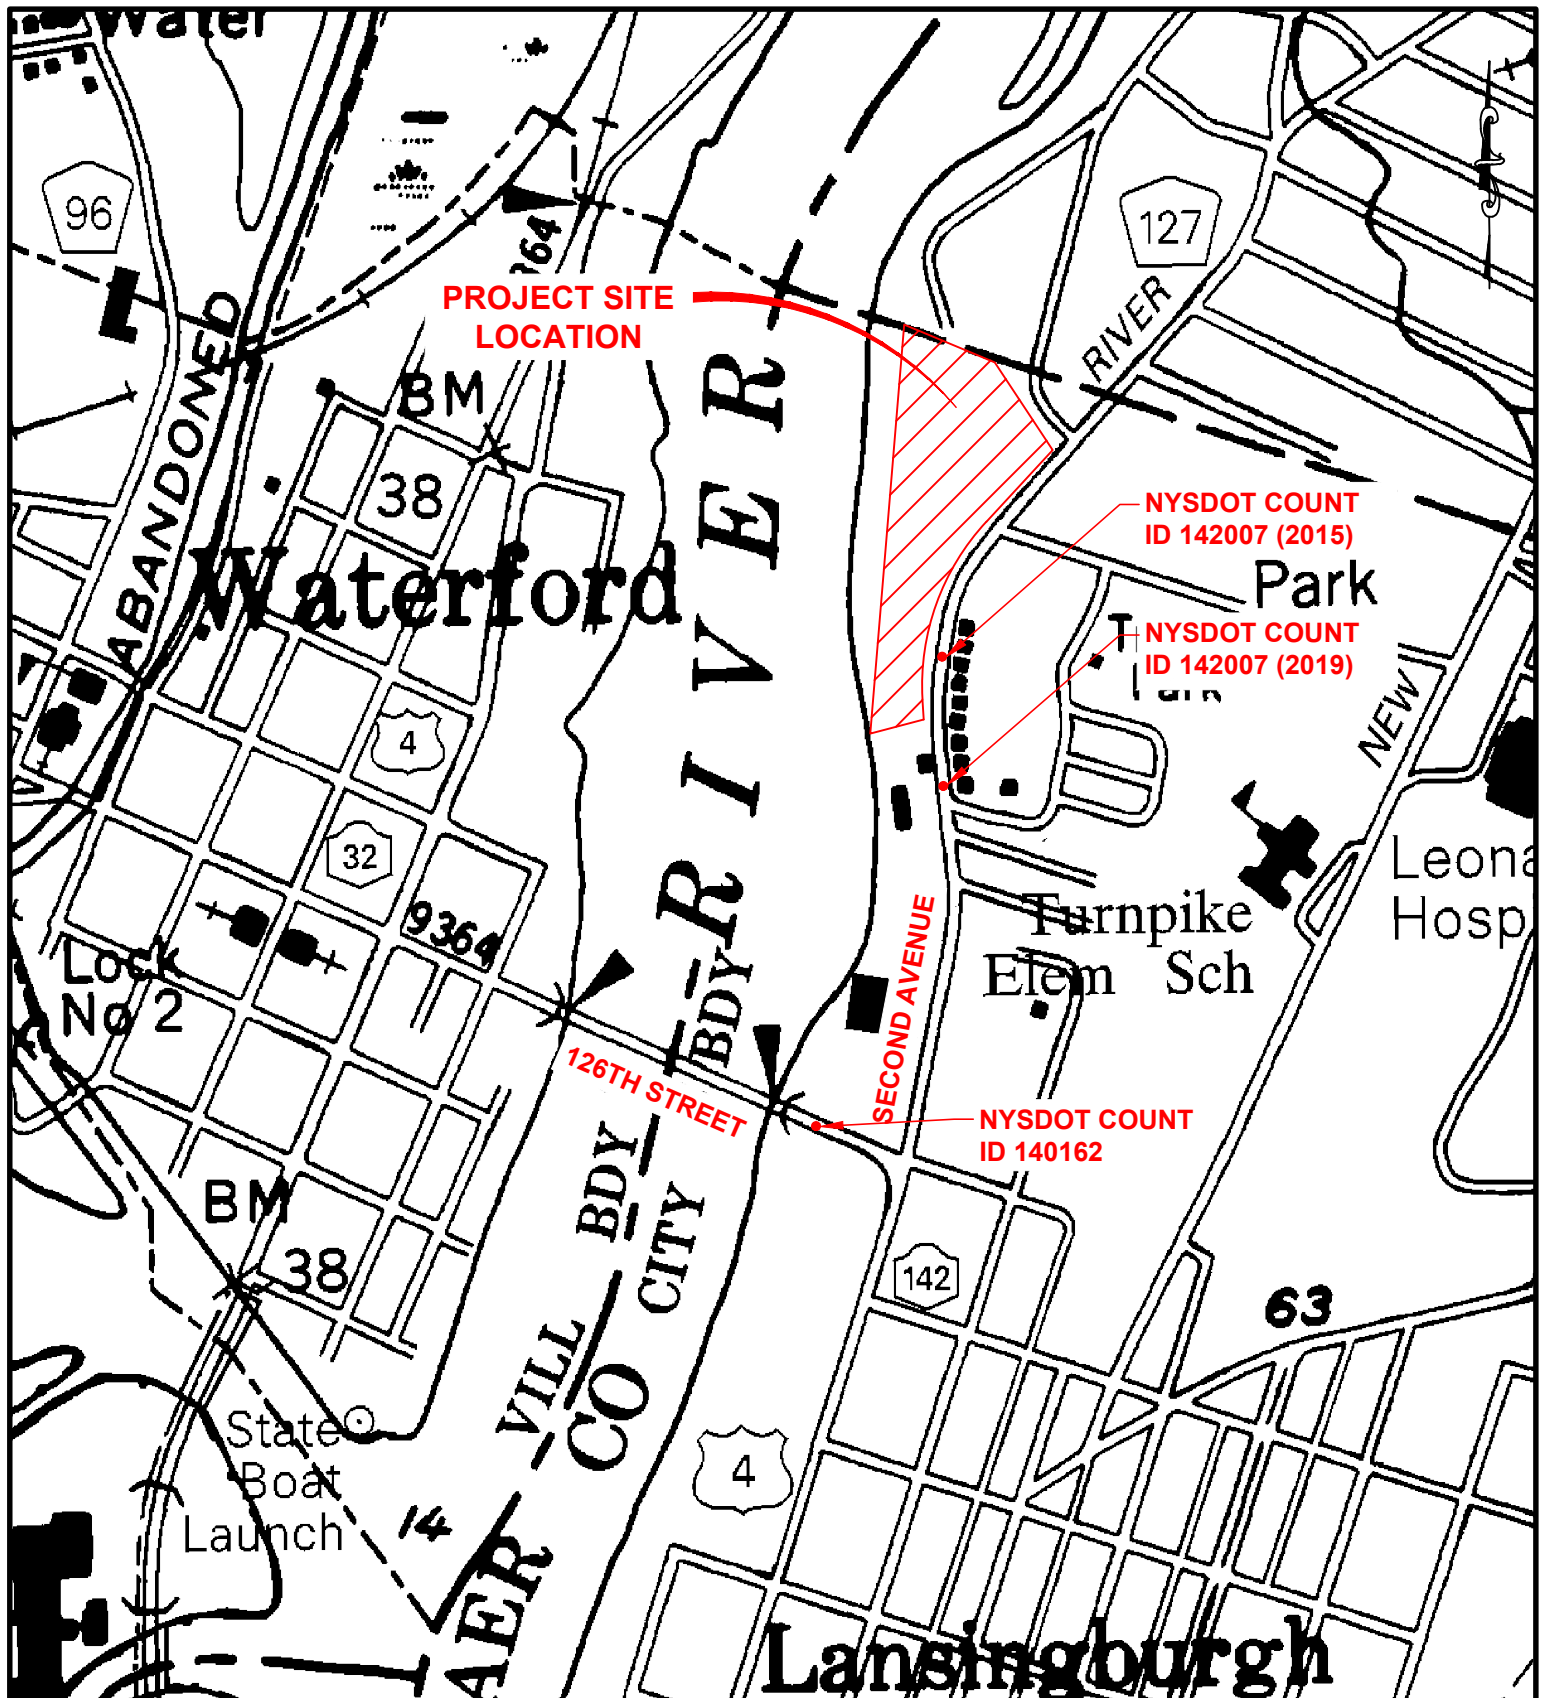 Water
96
127
9364
PROJECT SITE
LOCATION
RIVER
ABANDONED
BM
38
Waterford
RIVER
NYSDOT COUNT
ID 142007 (2015)
Park
NYSDOT COUNT
ID 142007 (2019)
Park
NEW
4
32
9364
Leona
Hosp
Turnpike
Elem Sch
Lock
No 2
BDY
SECOND AVENUE
126TH STREET
NYSDOT COUNT
ID 140162
BM
38
VILL BDY
CO
CITY
142
63
State
Boat
Launch
4
14
AER
Lansingburgh